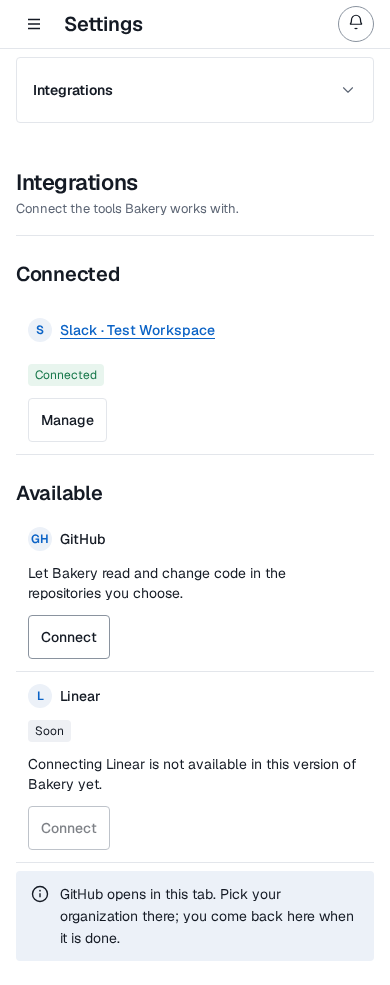 Settings
Integrations
Integrations
Connect the tools Bakery works with.
Connected
S
Slack · Test Workspace
Connected
Manage
Available
GH
GitHub
Let Bakery read and change code in the
repositories you choose.
Connect
L
Linear
Soon
Connecting Linear is not available in this version of
Bakery yet.
Connect
GitHub opens in this tab. Pick your
organization there; you come back here when
it is done.